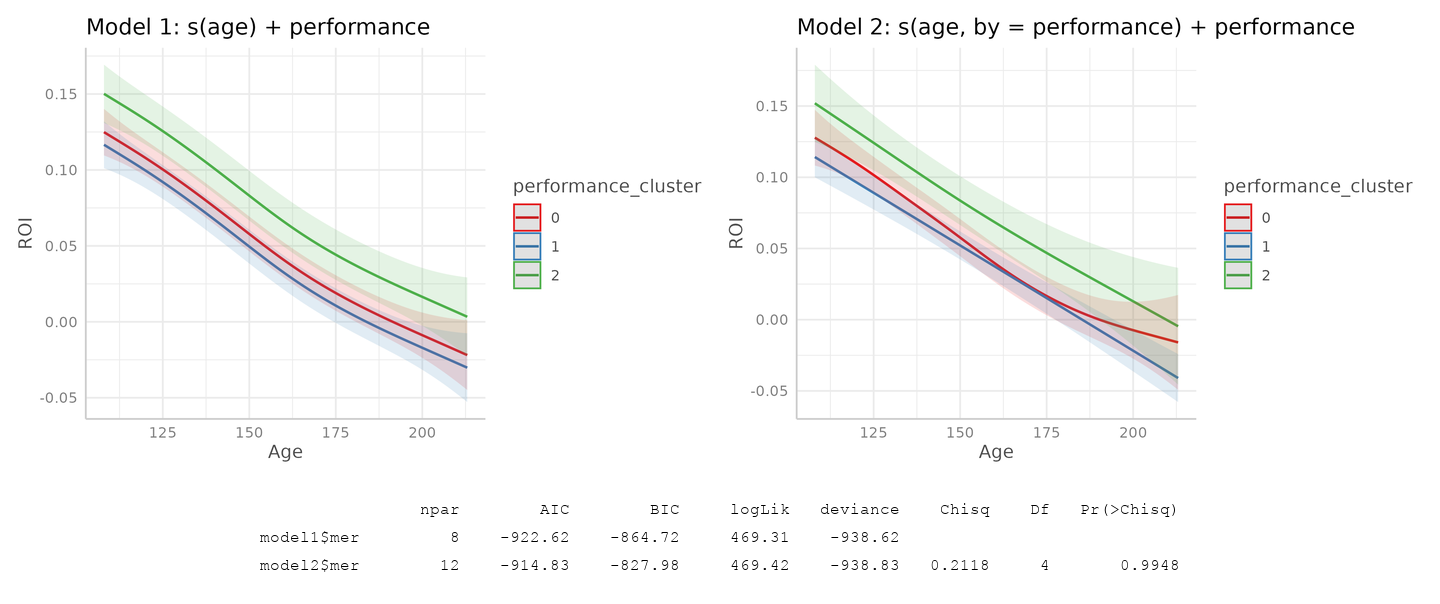 Model 1: s(age) + performance
0.15
0.10
0.05
0.00
-0.05
ROI
125 150 175 200
Age
performance_cluster
0
1
2
Model 2: s(age, by = performance) + performance
0.15
0.10
0.05
0.00
-0.05
ROI
125 150 175 200
Age
performance_cluster
0
1
2
npar AIC BIC logLik deviance Chisq Df Pr(>Chisq)
model1$mer 8 -922.62 -864.72 469.31 -938.62
model2$mer 12 -914.83 -827.98 469.42 -938.83 0.2118 4 0.9948